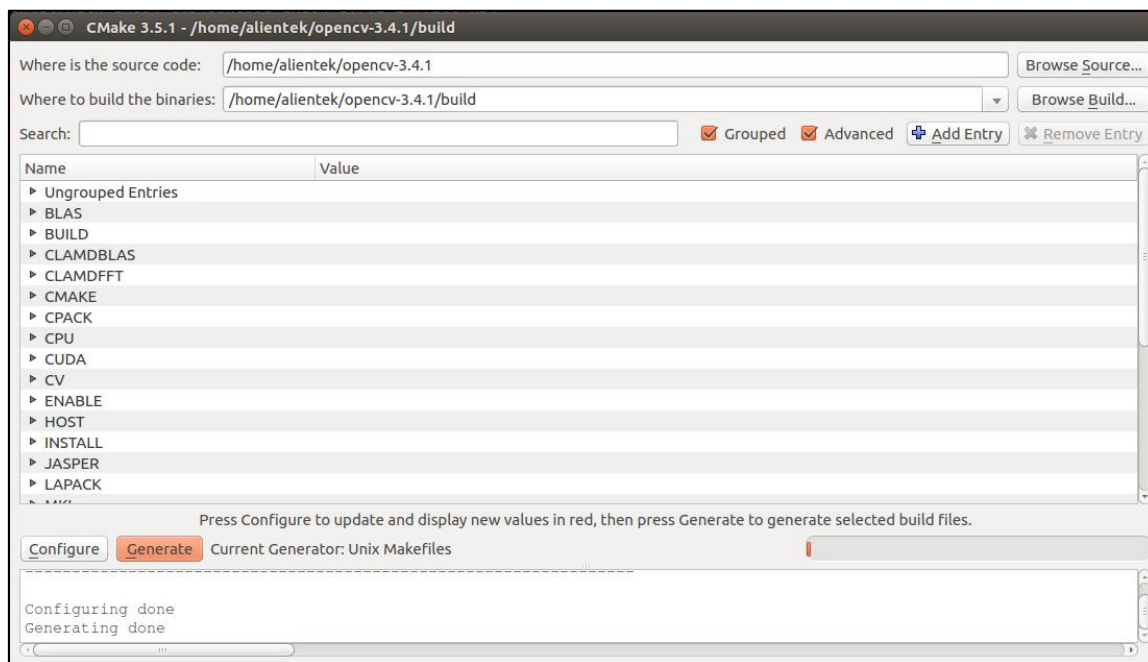 CMake 3.5.1 - /home/alientek/opencv-3.4.1/build
Where is the source code: /home/alientek/opencv-3.4.1 Browse Source...
Where to build the binaries: /home/alientek/opencv-3.4.1/build Browse Build...
Search: Grouped Advanced Add Entry Remove Entry
Name Value
Ungrouped Entries
BLAS
BUILD
CLAMDBLAS
CLAMDFFT
CMAKE
CPACK
CPU
CUDA
CV
ENABLE
HOST
INSTALL
JASPER
LAPACK
Press Configure to update and display new values in red, then press Generate to generate selected build files.
Configure Generate Current Generator: Unix Makefiles
Configuring done
Generating done